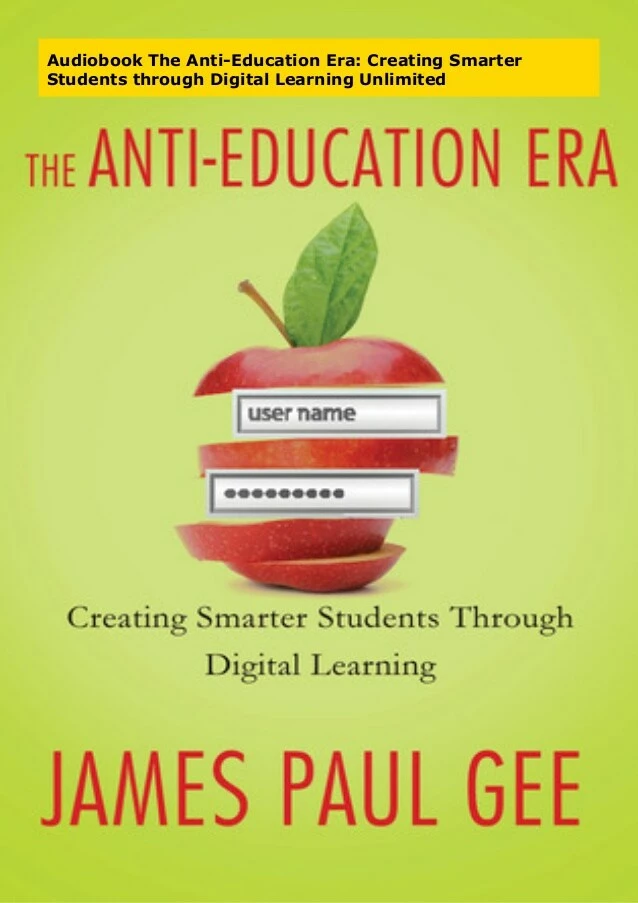 Audiobook The Anti-Education Era: Creating Smarter
Students through Digital Learning Unlimited
THE ANTI-EDUCATION ERA
user name
•••••••••
Creating Smarter Students Through
Digital Learning
JAMES PAUL GEE